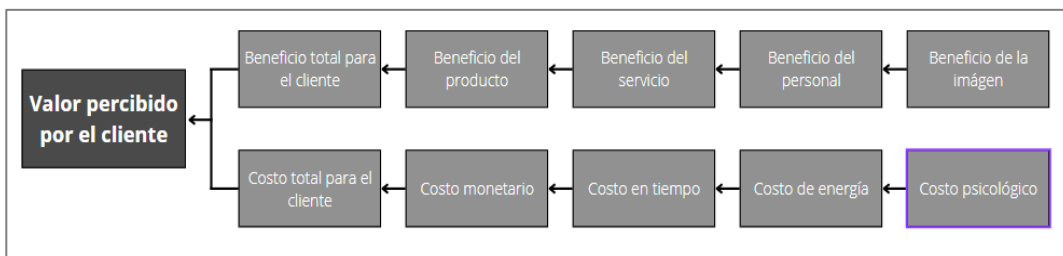 Valor percibido
por el cliente
Beneficio total para
el cliente
Beneficio del
producto
Beneficio del
servicio
Beneficio del
personal
Beneficio de la
imágen
Costo total para el
cliente
Costo monetario
Costo en tiempo
Costo de energía
Costo psicológico